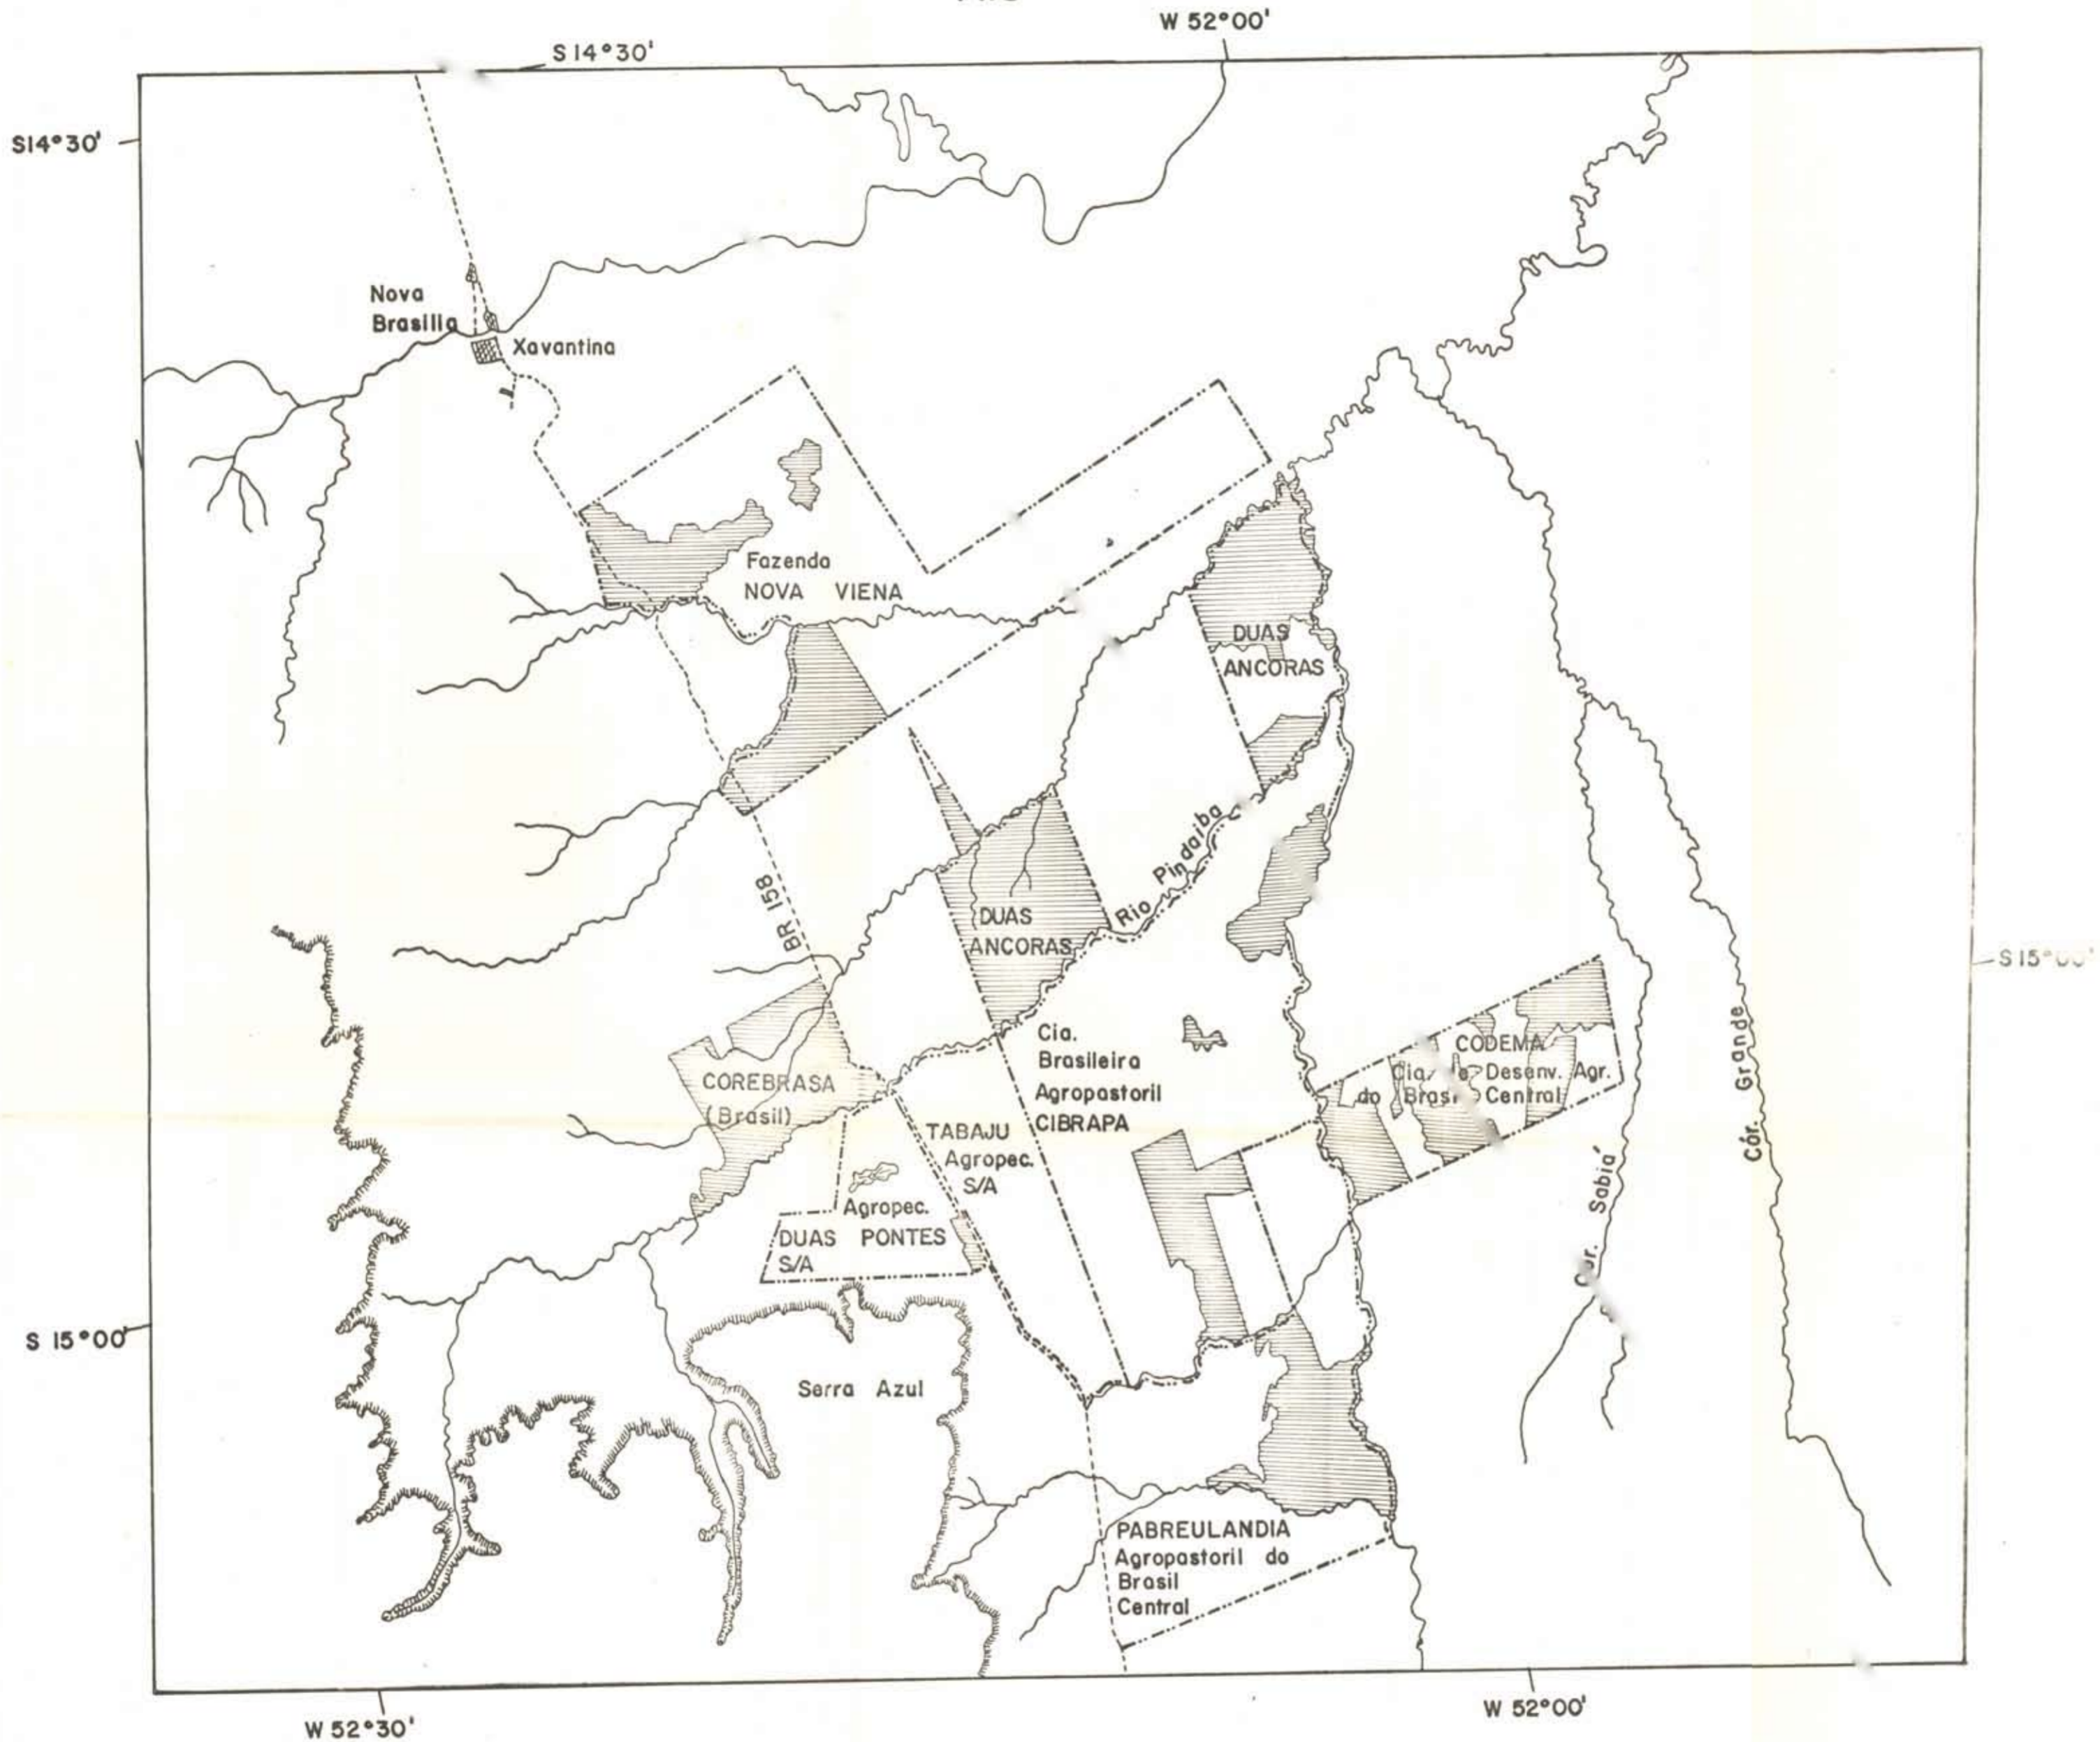 W 52°00'
S 14°30'
S14°30'
Nova
Brasilia
Xavantina
Fazenda
NOVA VIENA
DUAS
ANCORAS
Rio Pindaiba
BR 158
DUAS
ANCORAS
S 15°00'
Cia.
Brasileira
Agropastoril
CIBRAPA
CODEMA
Cia. Desenv. Agr.
do Central
COREBRASA
(Brasil)
TABAJU
Agropec.
S/A
Cór. Grande
Cór. Sabiá
Agropec.
DUAS PONTES
S/A
S 15°00'
Serra Azul
PABREULANDIA
Agropastoril do
Brasil
Central
W 52°00'
W 52°30'